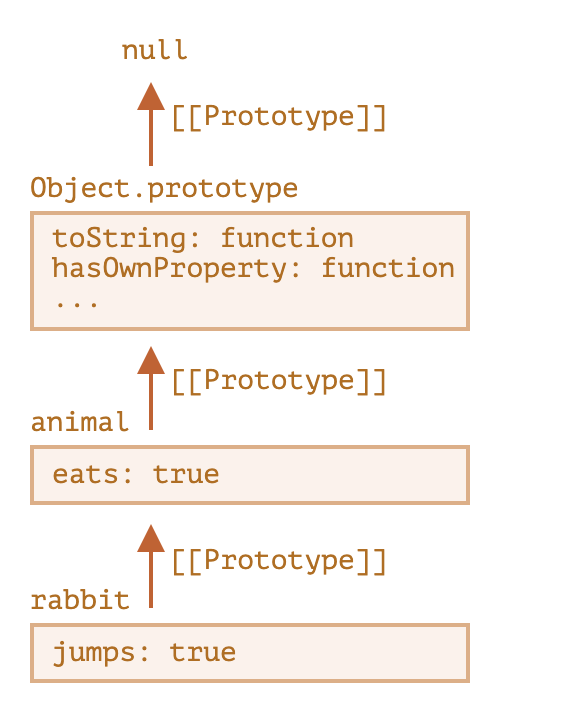 null
[[Prototype]]
Object.prototype
toString: function
hasOwnProperty: function
...
[[Prototype]]
animal
eats: true
[[Prototype]]
rabbit
jumps: true